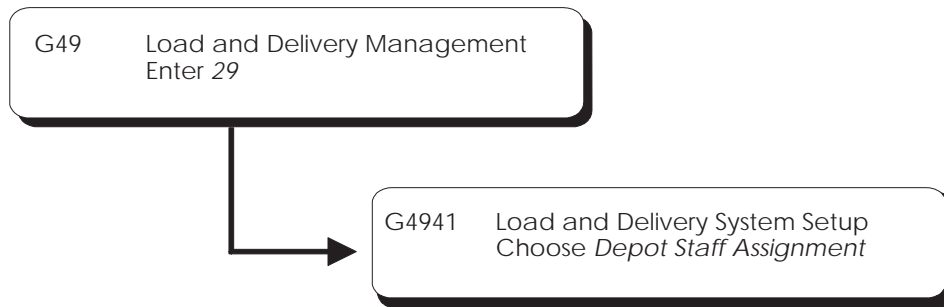 G49 Load and Delivery Management
Enter 29
G4941 Load and Delivery System Setup
Choose Depot Staff Assignment